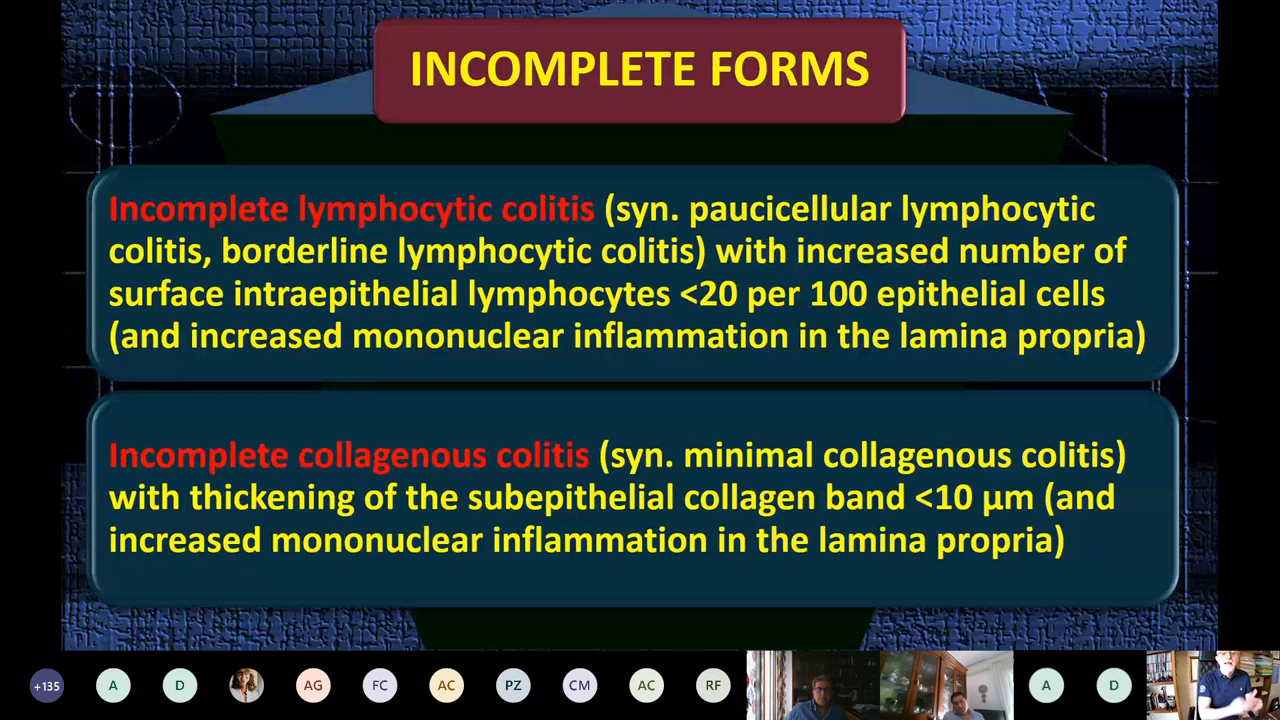 INCOMPLETE FORMS
Incomplete lymphocytic colitis (syn. paucicellular lymphocytic
colitis, borderline lymphocytic colitis) with increased number of
surface intraepithelial lymphocytes <20 per 100 epithelial cells
(and increased mononuclear inflammation in the lamina propria)
Incomplete collagenous colitis (syn. minimal collagenous colitis)
with thickening of the subepithelial collagen band <10 µm (and
increased mononuclear inflammation in the lamina propria)
+135 A D AG FC AC PZ CM AC RF A D